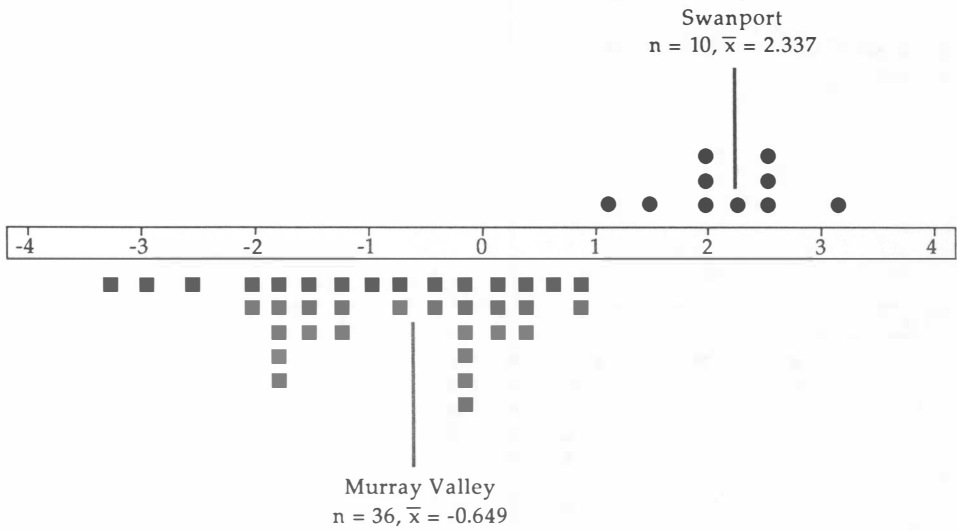 Swanport
n = 10, x̅ = 2.337
-4 -3 -2 -1 0 1 2 3 4
Murray Valley
n = 36, x̅ = -0.649